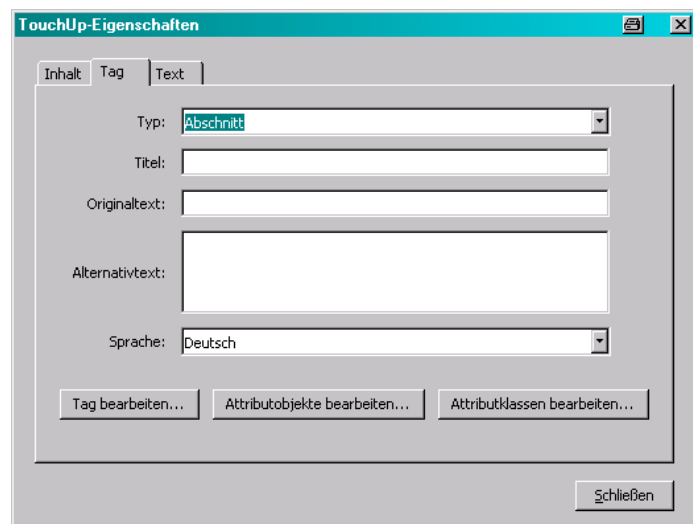 TouchUp-Eigenschaften
Inhalt Tag Text
Typ: Abschnitt
Titel:
Originaltext:
Alternativtext:
Sprache: Deutsch
Tag bearbeiten... Attributobjekte bearbeiten... Attributklassen bearbeiten...
Schließen